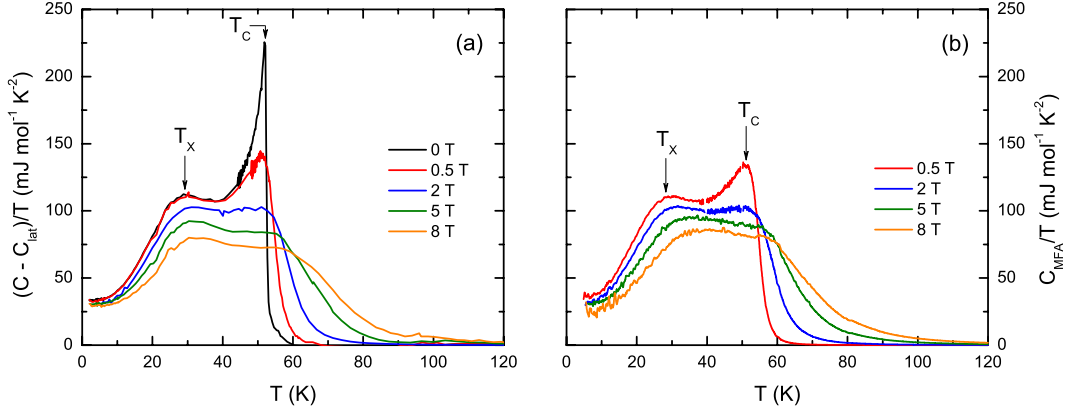 (a)
T_C
T_X
0 T
0.5 T
2 T
5 T
8 T
(C - C_lat)/T (mJ mol^-1 K^-2)
250
200
150
100
50
0
0 20 40 60 80 100 120
T (K)
(b)
T_C
T_X
0.5 T
2 T
5 T
8 T
C_MFA/T (mJ mol^-1 K^-2)
250
200
150
100
50
0
0 20 40 60 80 100 120
T (K)